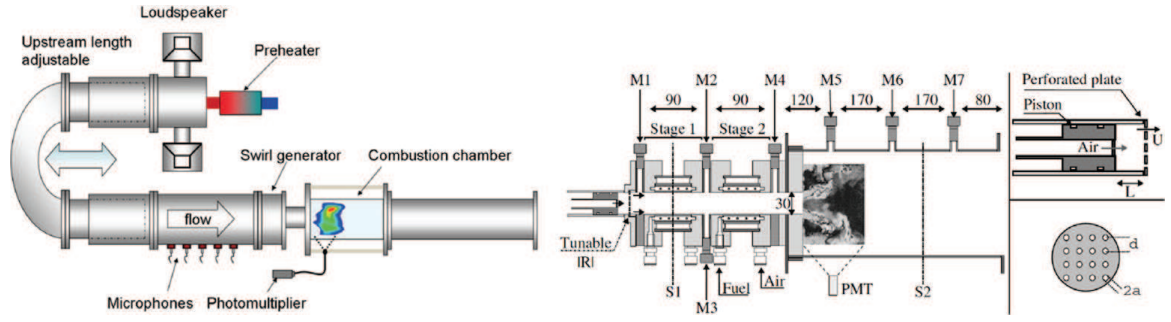 Loudspeaker
Upstream length
adjustable
Preheater
Swirl generator
Combustion chamber
flow
Microphones
Photomultiplier
M1
M2
M4
M5
M6
M7
90
90
120
170
170
80
Stage 1
Stage 2
30
Tunable
|R|
S1
M3
Fuel
Air
PMT
S2
Perforated plate
Piston
Air
U
L
d
2a